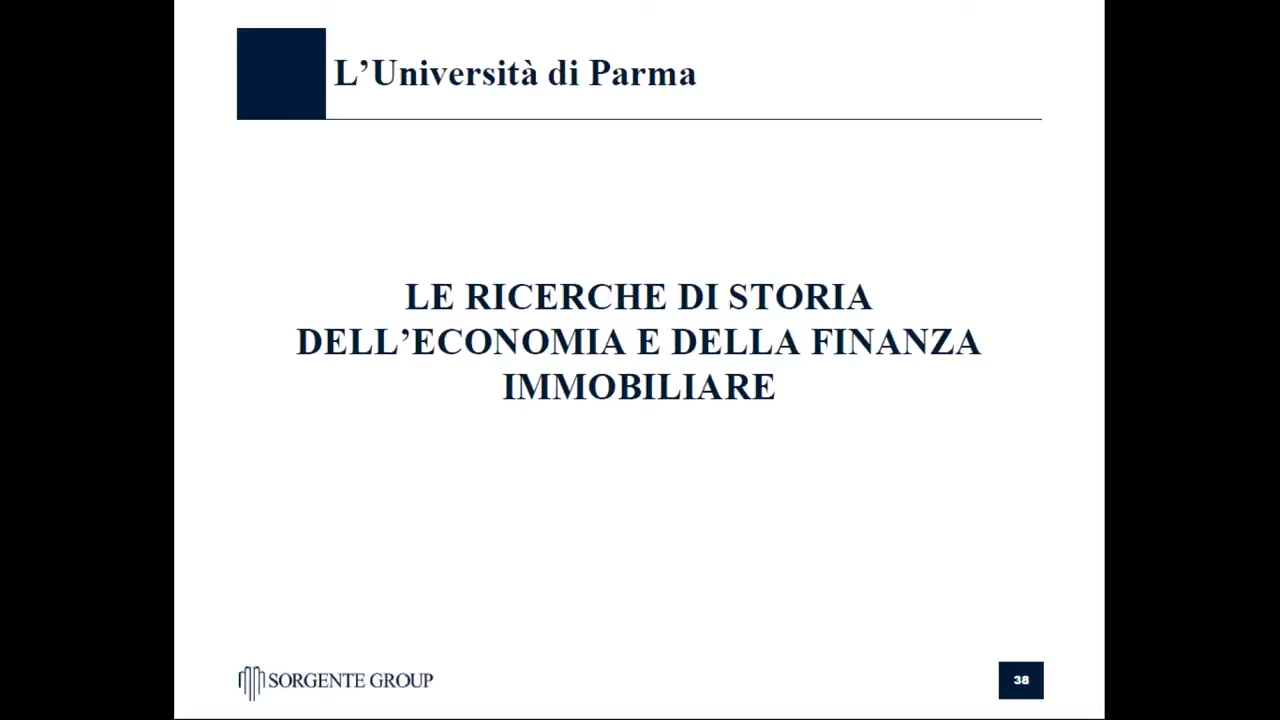 L’Università di Parma
LE RICERCHE DI STORIA
DELL’ECONOMIA E DELLA FINANZA
IMMOBILIARE
SORGENTE GROUP
38